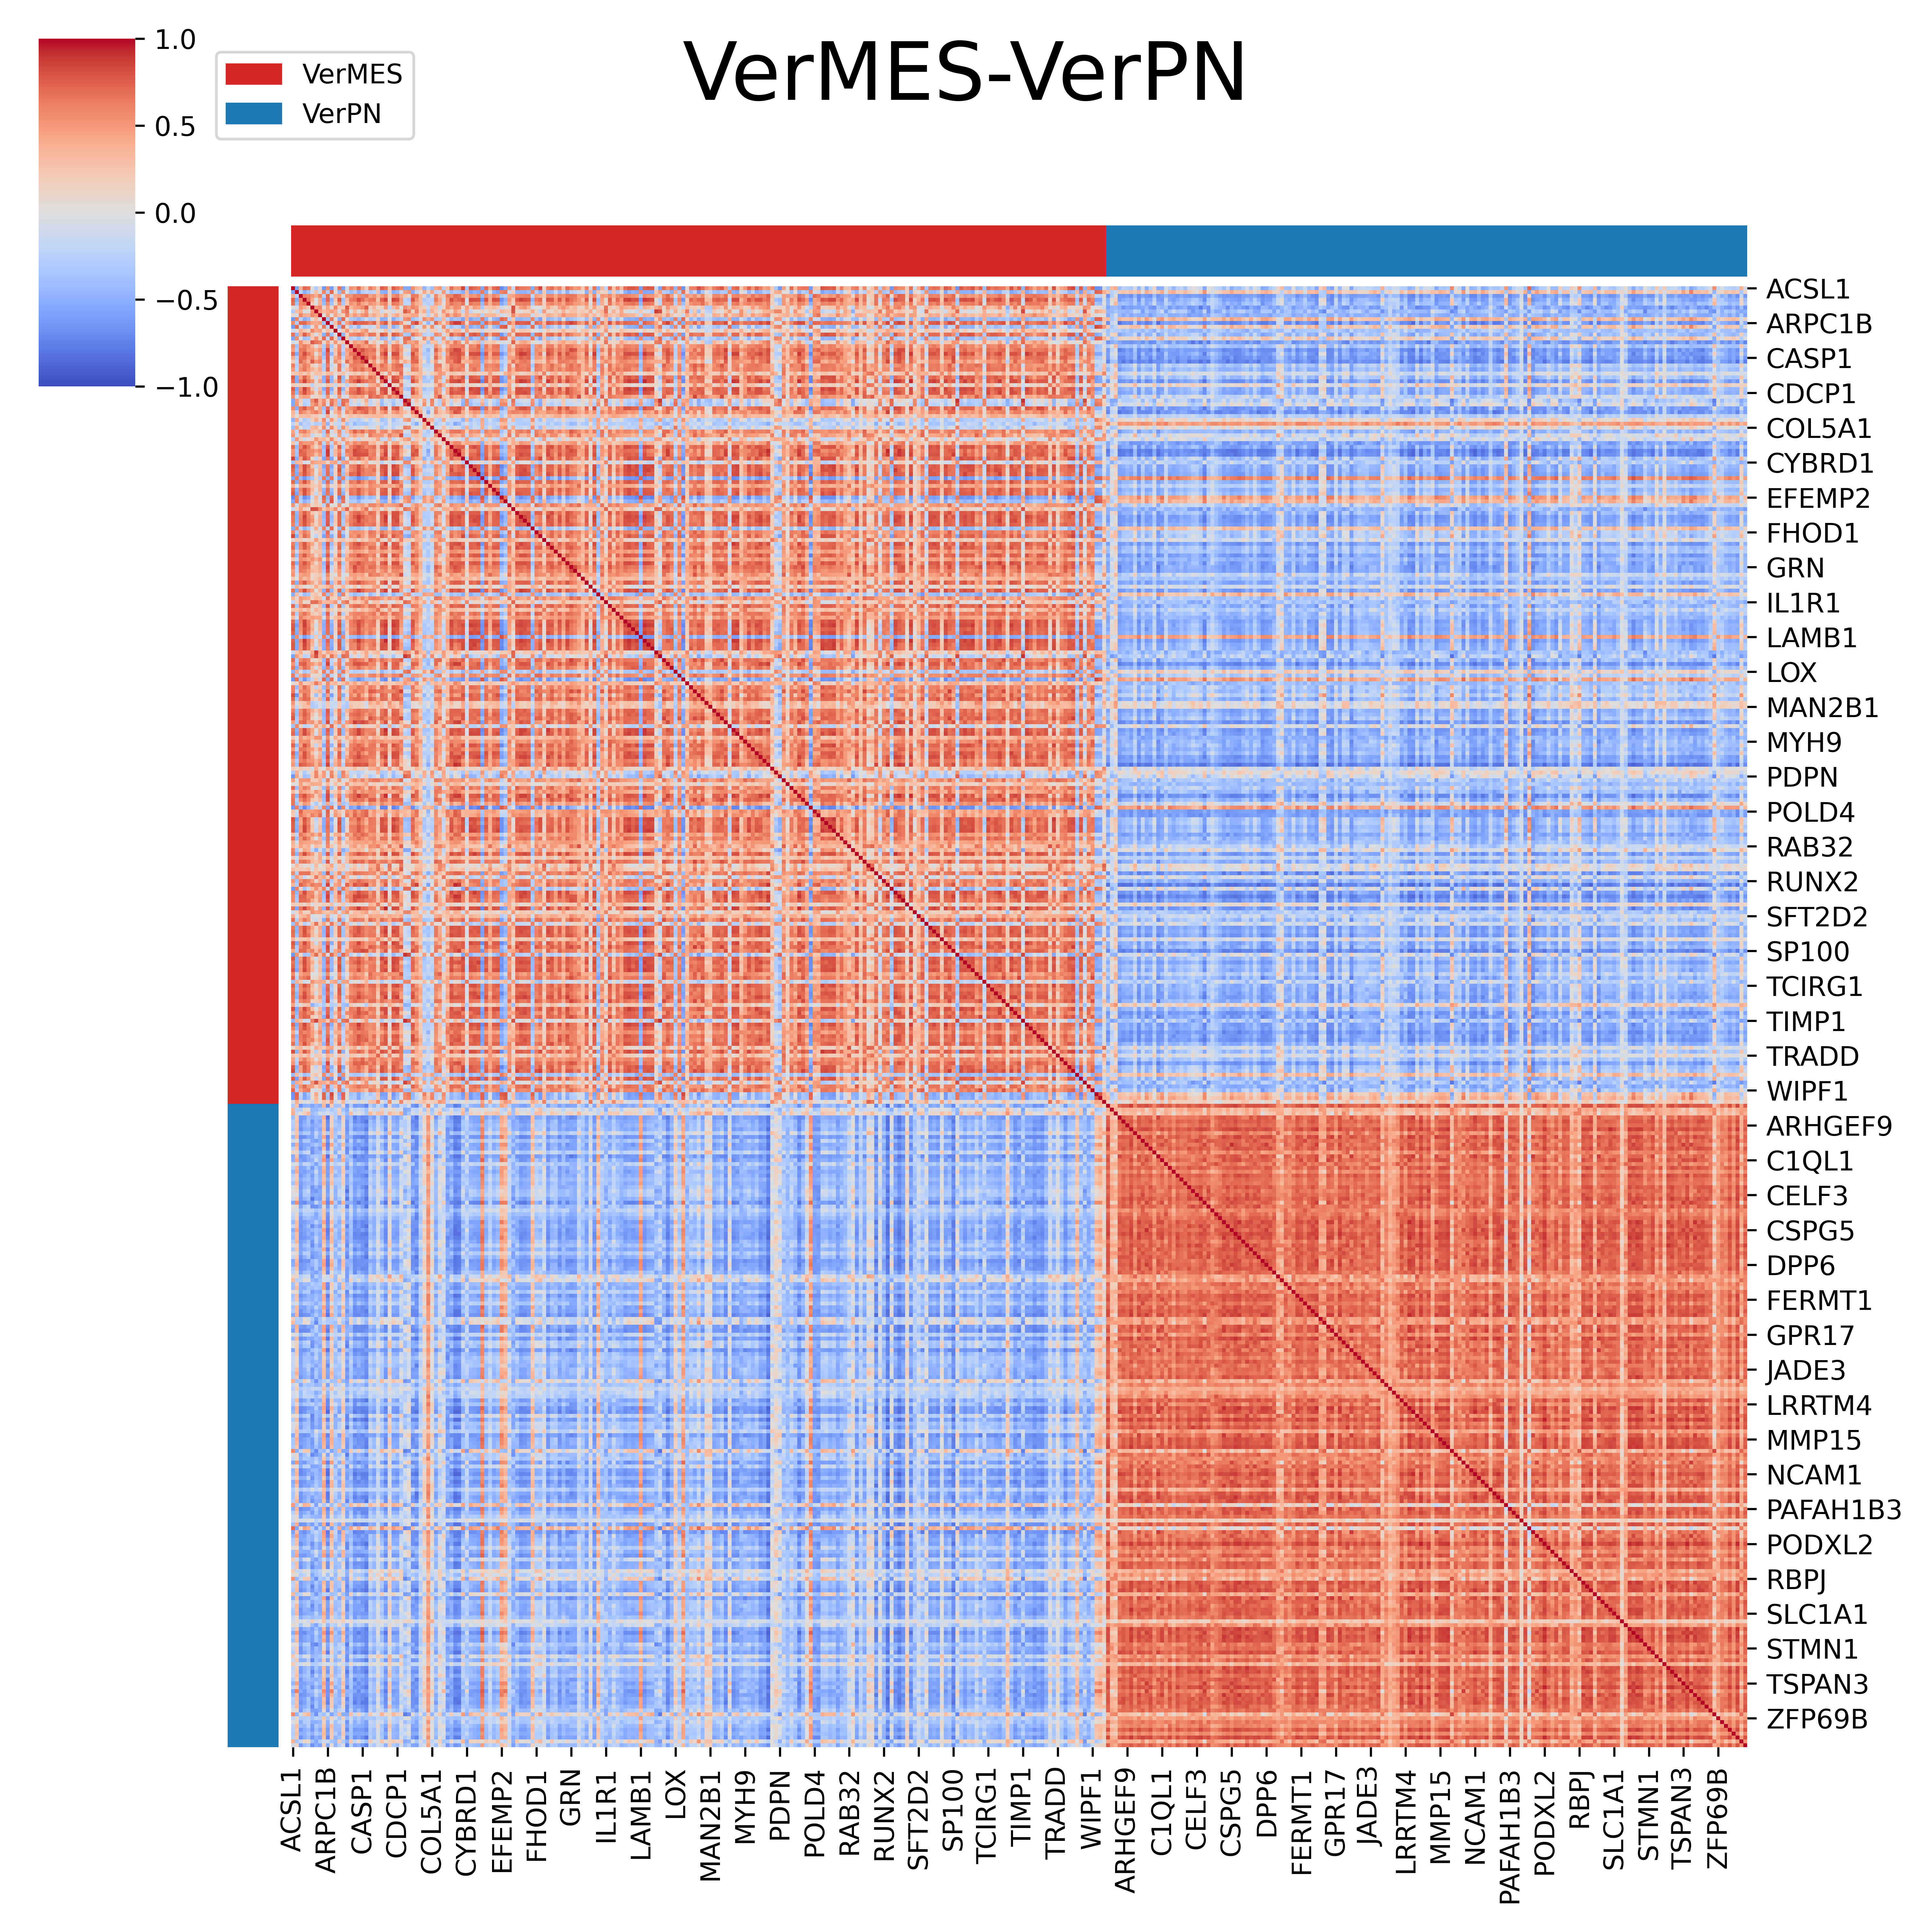 VerMES-VerPN
1.0
0.5
0.0
−0.5
−1.0
VerMES
VerPN
ACSL1
ARPC1B
CASP1
CDCP1
COL5A1
CYBRD1
EFEMP2
FHOD1
GRN
IL1R1
LAMB1
LOX
MAN2B1
MYH9
PDPN
POLD4
RAB32
RUNX2
SFT2D2
SP100
TCIRG1
TIMP1
TRADD
WIPF1
ARHGEF9
C1QL1
CELF3
CSPG5
DPP6
FERMT1
GPR17
JADE3
LRRTM4
MMP15
NCAM1
PAFAH1B3
PODXL2
RBPJ
SLC1A1
STMN1
TSPAN3
ZFP69B
ACSL1
ARPC1B
CASP1
CDCP1
COL5A1
CYBRD1
EFEMP2
FHOD1
GRN
IL1R1
LAMB1
LOX
MAN2B1
MYH9
PDPN
POLD4
RAB32
RUNX2
SFT2D2
SP100
TCIRG1
TIMP1
TRADD
WIPF1
ARHGEF9
C1QL1
CELF3
CSPG5
DPP6
FERMT1
GPR17
JADE3
LRRTM4
MMP15
NCAM1
PAFAH1B3
PODXL2
RBPJ
SLC1A1
STMN1
TSPAN3
ZFP69B